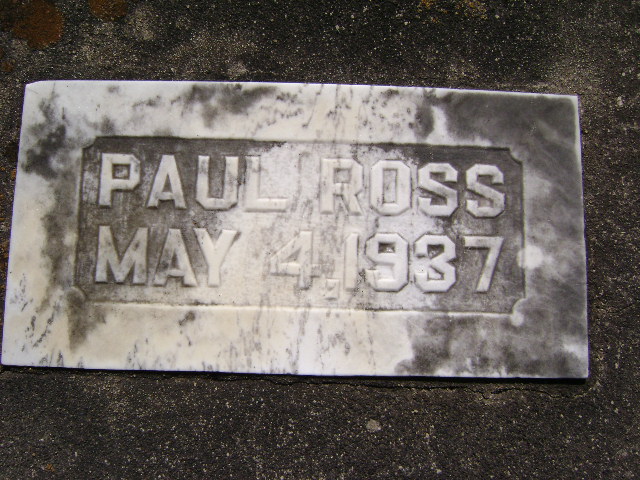 PAUL ROSS
MAY 4, 1937